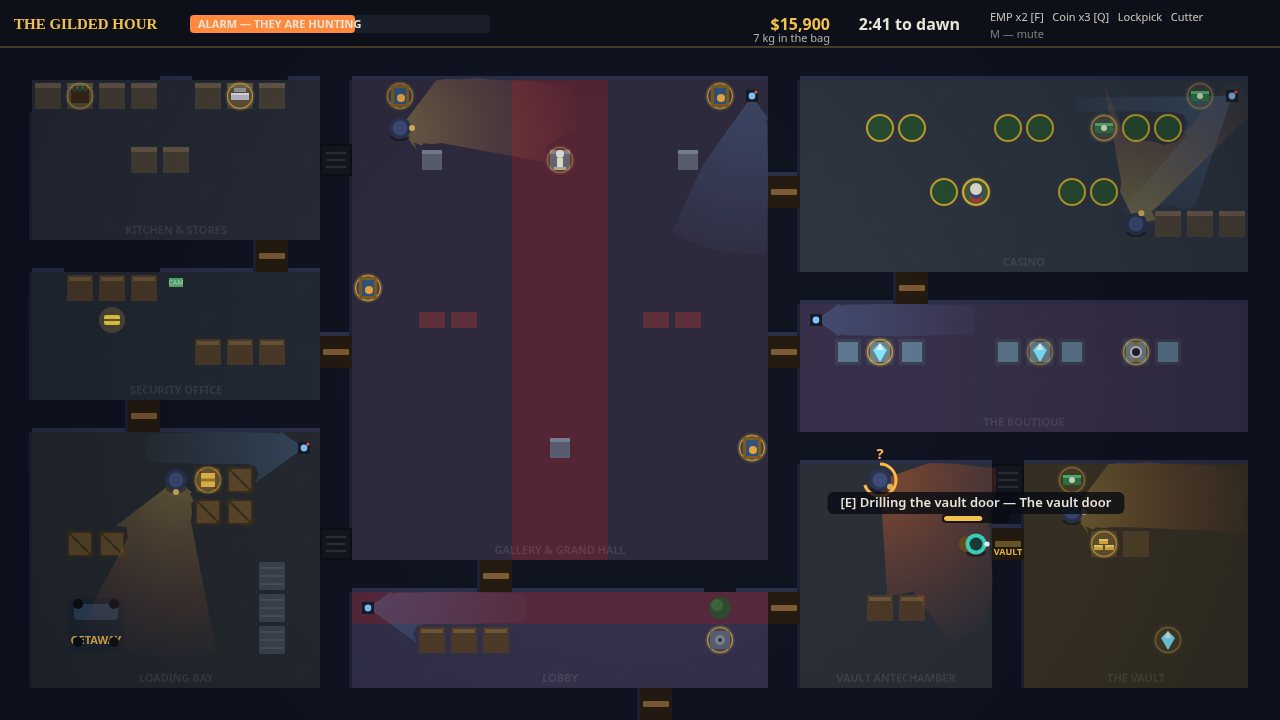 THE GILDED HOUR
ALARM — THEY ARE HUNTING
$15,900
7 kg in the bag
2:41 to dawn
EMP x2 [F] Coin x3 [Q] Lockpick Cutter
M — mute
KITCHEN & STORES
CASINO
CAM
SECURITY OFFICE
THE BOUTIQUE
?
[E] Drilling the vault door — The vault door
GALLERY & GRAND HALL
VAULT
GETAWAY
LOADING BAY
LOBBY
VAULT ANTECHAMBER
THE VAULT